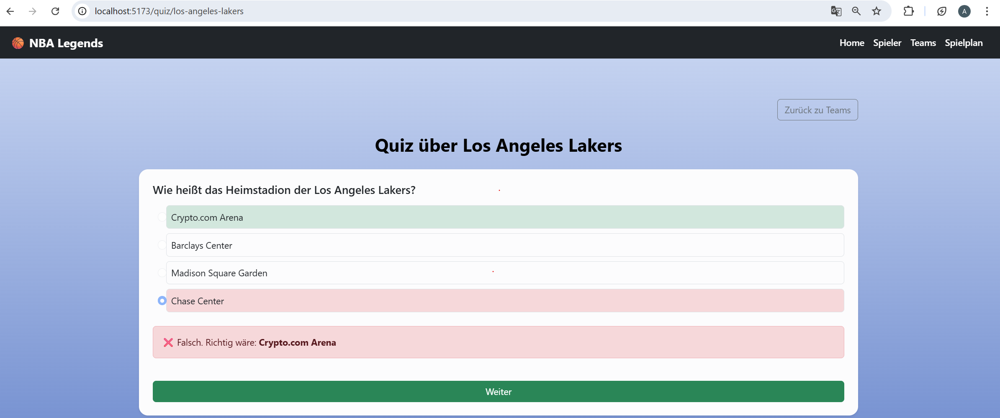 localhost:5173/quiz/los-angeles-lakers
A
NBA Legends
Home Spieler Teams Spielplan
Zurück zu Teams
Quiz über Los Angeles Lakers
Wie heißt das Heimstadion der Los Angeles Lakers?
Crypto.com Arena
Barclays Center
Madison Square Garden
Chase Center
Falsch. Richtig wäre: Crypto.com Arena
Weiter